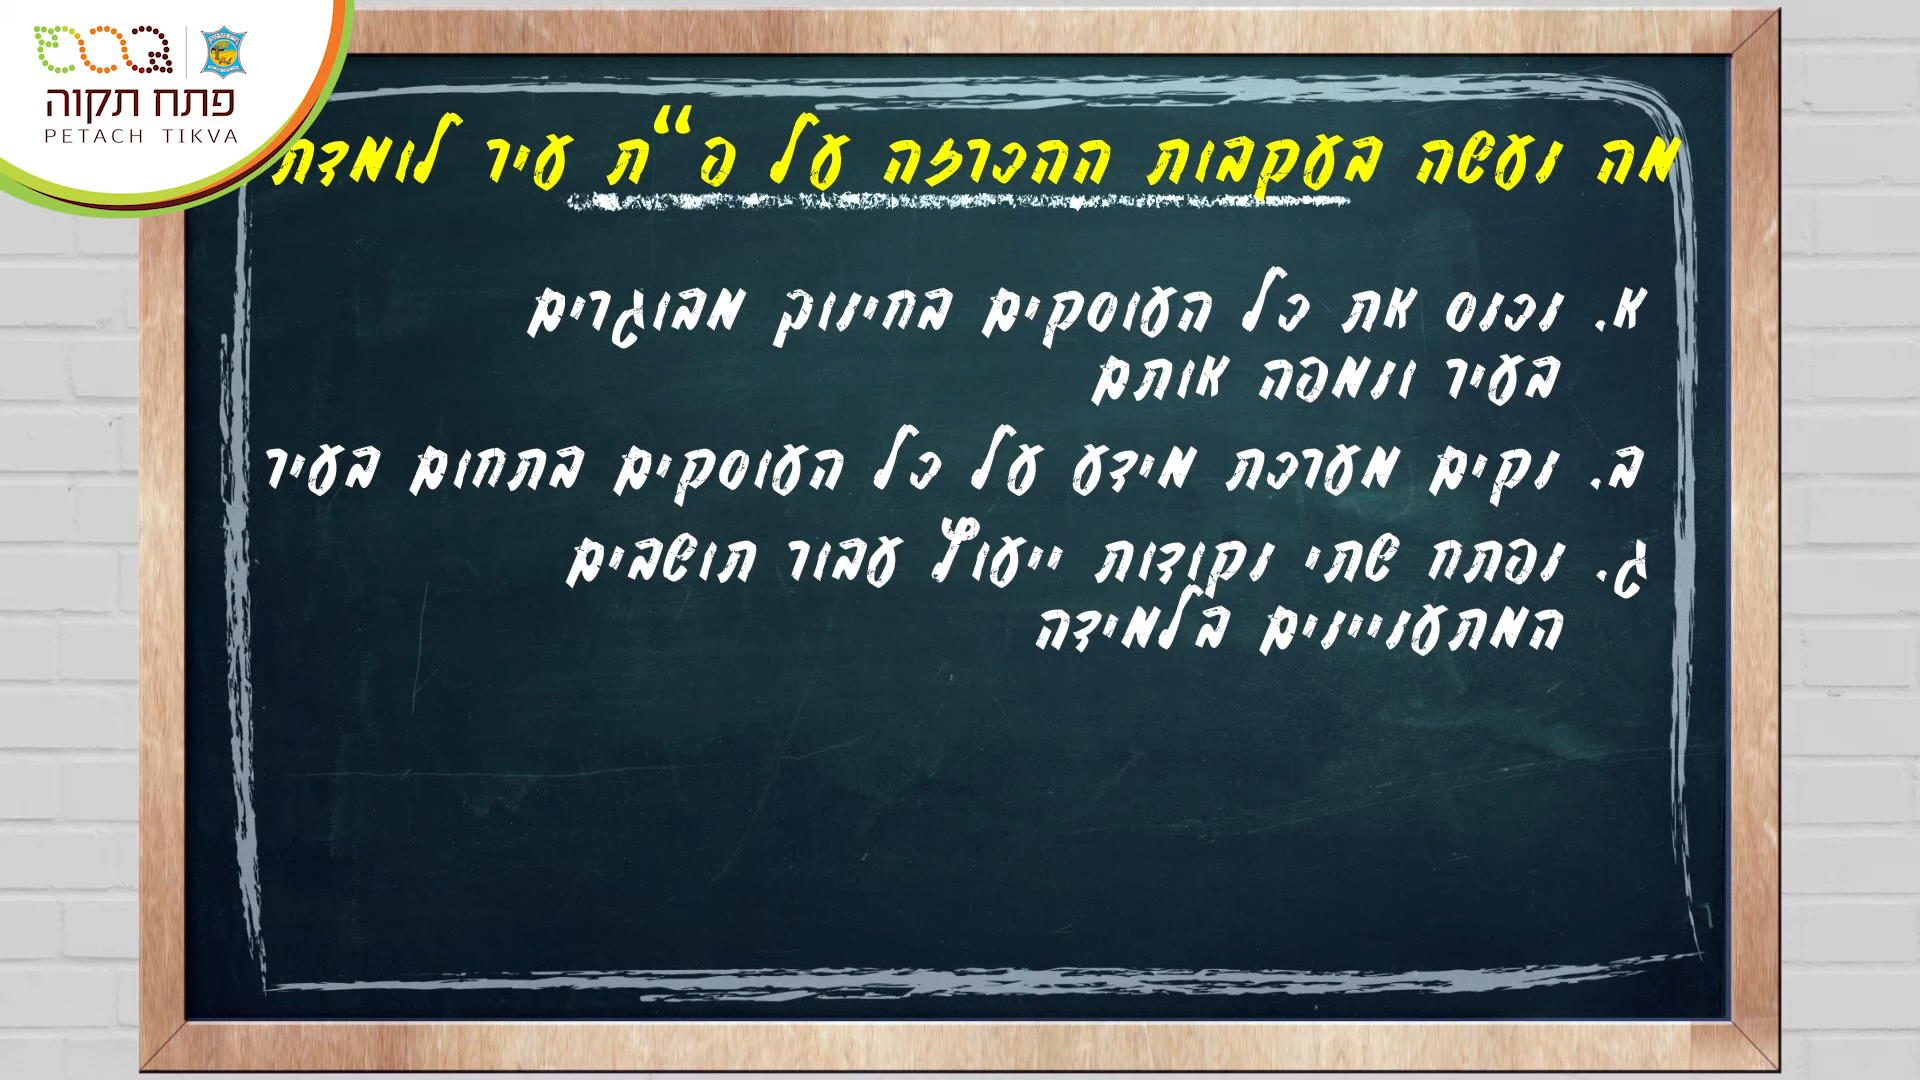 פתח תקוה
PETACH TIKVA
מה נעשה בעקבות ההכרזה על פ"ת עיר לומדת
א. נכנס את כל העוסקים בחינוך מבוגרים
בעיר ונמפה אותם
ב. נקים מערכת מידע על כל העוסקים בתחום בעיר
ג. נפתח שתי נקודות ייעוץ עבור תושבים
המתעניינים בלמידה